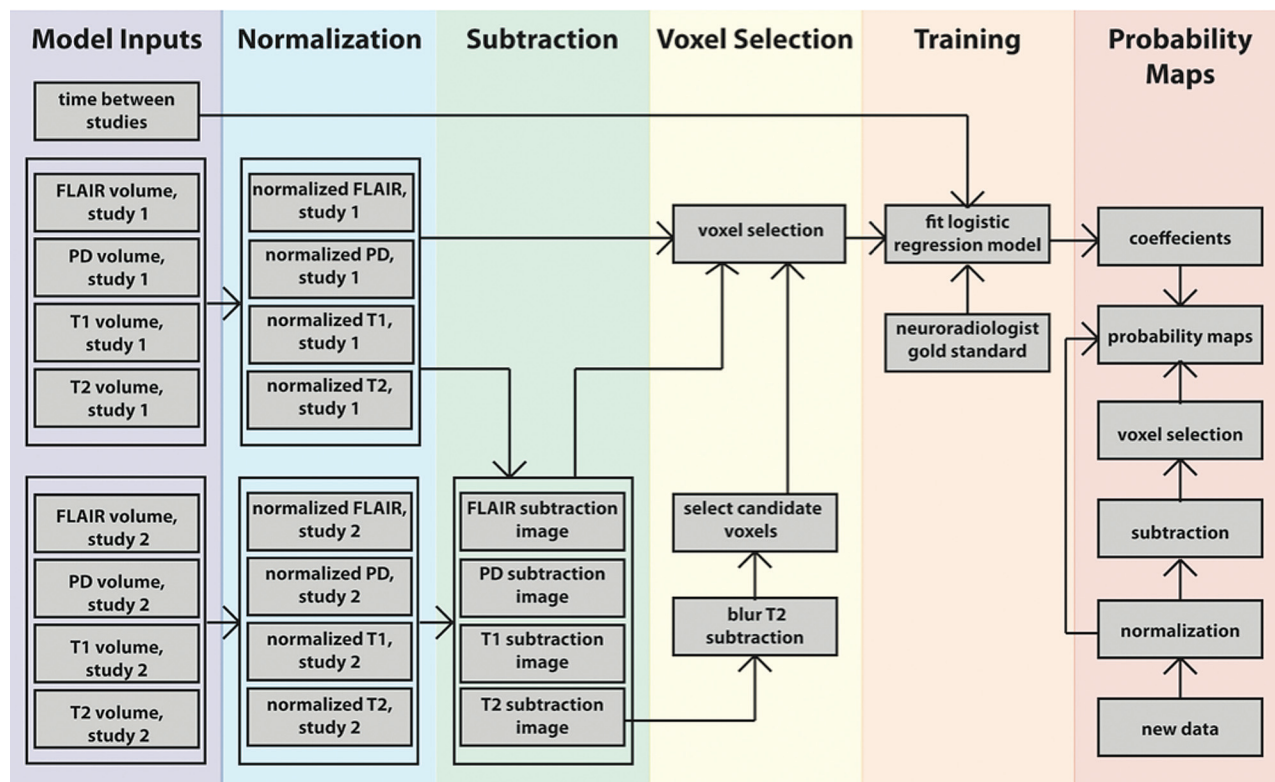 Model Inputs
Normalization
Subtraction
Voxel Selection
Training
Probability
Maps
time between
studies
FLAIR volume,
study 1
PD volume,
study 1
T1 volume,
study 1
T2 volume,
study 1
FLAIR volume,
study 2
PD volume,
study 2
T1 volume,
study 2
T2 volume,
study 2
normalized FLAIR,
study 1
normalized PD,
study 1
normalized T1,
study 1
normalized T2,
study 1
normalized FLAIR,
study 2
normalized PD,
study 2
normalized T1,
study 2
normalized T2,
study 2
FLAIR subtraction
image
PD subtraction
image
T1 subtraction
image
T2 subtraction
image
voxel selection
select candidate
voxels
blur T2
subtraction
fit logistic
regression model
neuroradiologist
gold standard
coeffecients
probability maps
voxel selection
subtraction
normalization
new data